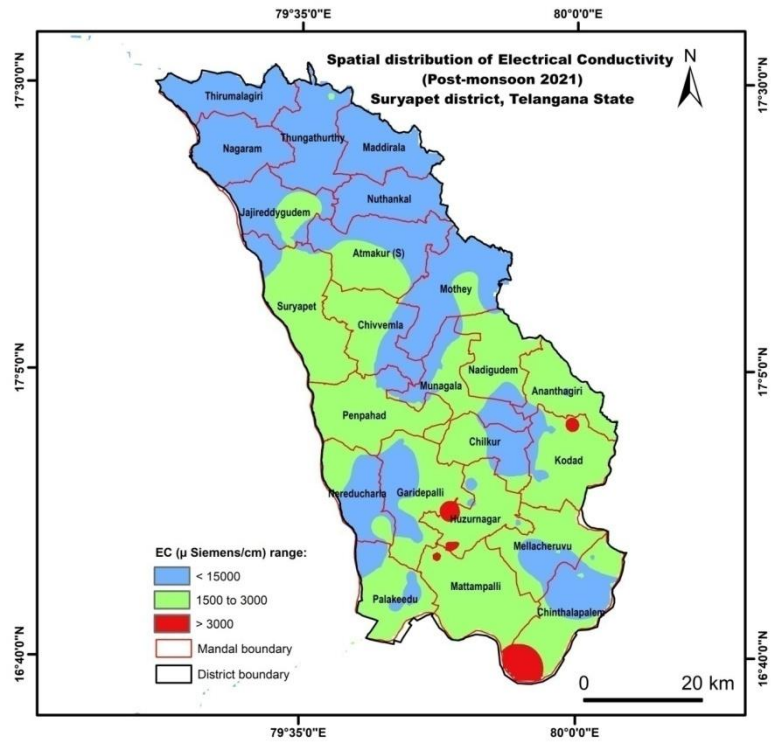 79°35'0"E
80°0'0"E
Spatial distribution of Electrical Conductivity
(Post-monsoon 2021)
Suryapet district, Telangana State
N
17°30'0"N
17°30'0"N
Thirumalagiri
Thungathurthy
Nagaram
Maddirala
Jajireddygudem
Nuthankal
Atmakur (S)
Mothey
Suryapet
Chivvemla
17°5'0"N
17°5'0"N
Nadigudem
Munagala
Ananthagiri
Penpahad
Chilkur
Kodad
Nereducharla
Garidepalli
Huzurnagar
Mellacheruvu
EC (μ Siemens/cm) range:
< 15000
1500 to 3000
> 3000
Mandal boundary
District boundary
Palakeedu
Mattampalli
Chinthalapalem
16°40'0"N
16°40'0"N
0 20 km
79°35'0"E
80°0'0"E